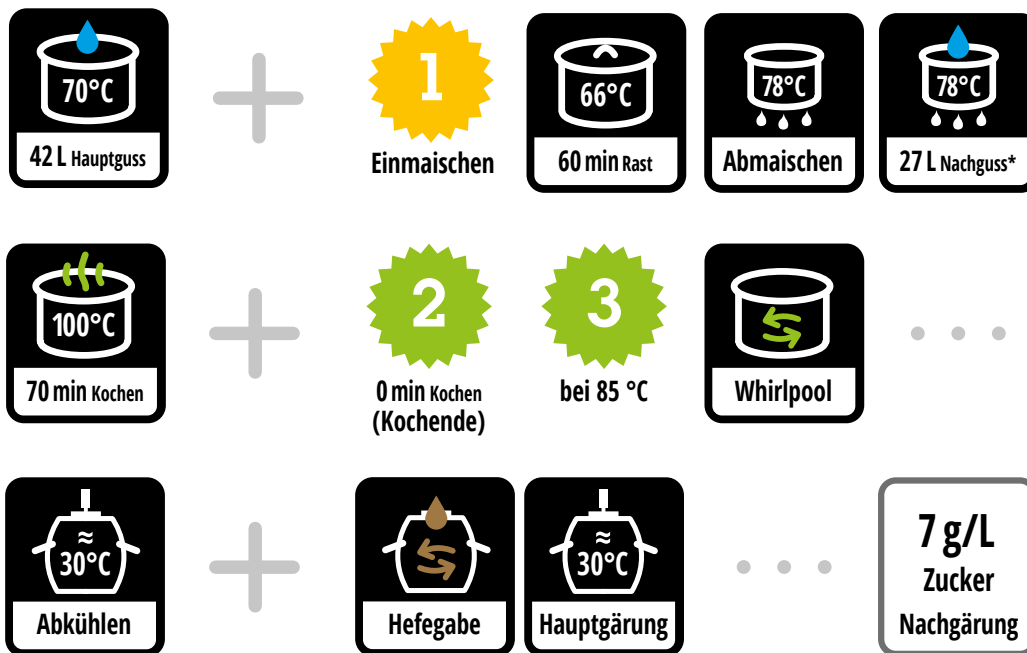 70°C
42 L Hauptguss
1
Einmaischen
66°C
60 min Rast
78°C
Abmaischen
78°C
27 L Nachguss*
100°C
70 min Kochen
2
0 min Kochen
(Kochende)
3
bei 85 °C
Whirlpool
≈
30°C
Abkühlen
Hefegabe
≈
30°C
Hauptgärung
7 g/L
Zucker
Nachgärung